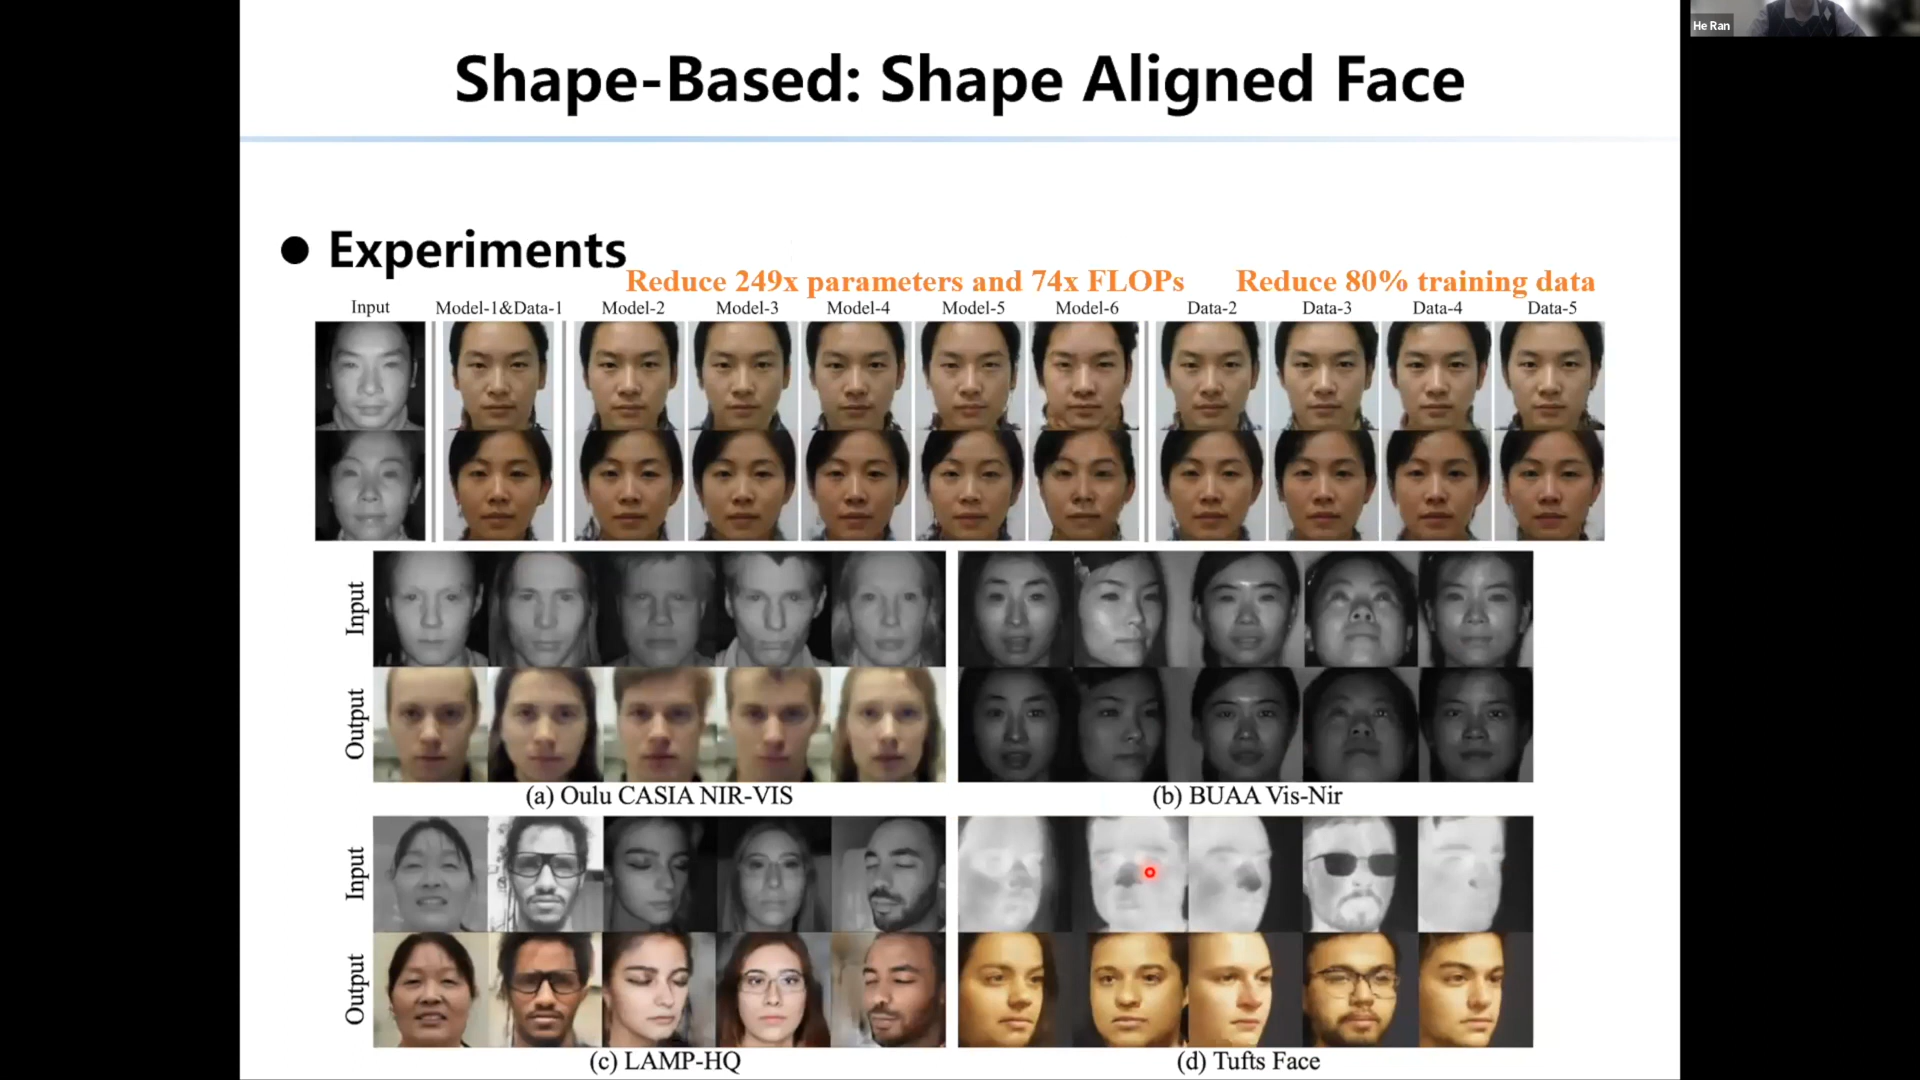 He Ran
Shape-Based: Shape Aligned Face
● Experiments
Reduce 249x parameters and 74x FLOPs Reduce 80% training data
Input Model-1&Data-1 Model-2 Model-3 Model-4 Model-5 Model-6 Data-2 Data-3 Data-4 Data-5
Input
Output
(a) Oulu CASIA NIR-VIS (b) BUAA Vis-Nir
Input
Output
(c) LAMP-HQ (d) Tufts Face